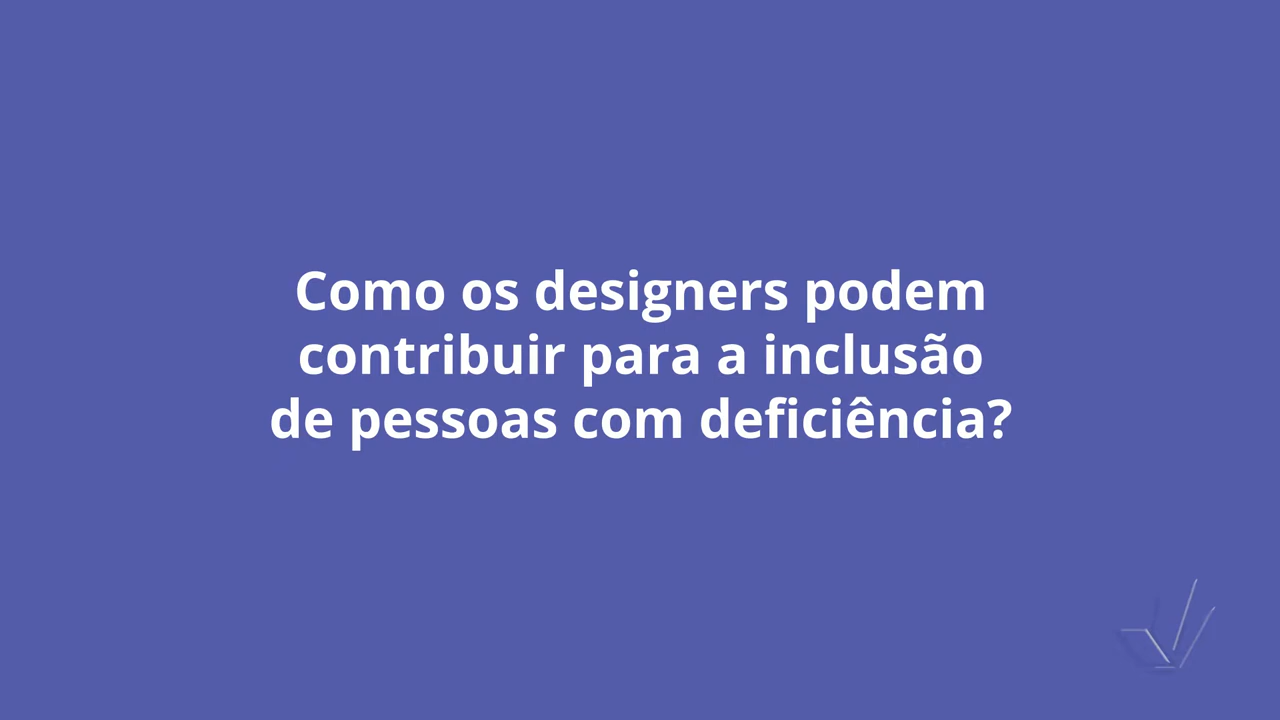 Como os designers podem
contribuir para a inclusão
de pessoas com deficiência?